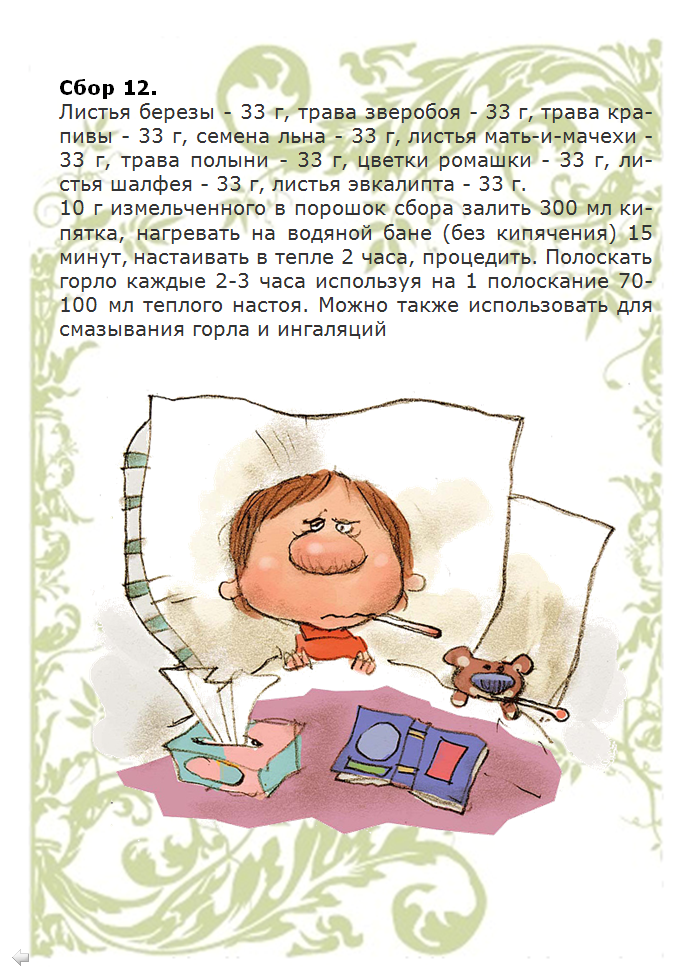 Сбор 12.
Листья березы - 33 г, трава зверобоя - 33 г, трава кра-
пивы - 33 г, семена льна - 33 г, листья мать-и-мачехи -
33 г, трава полыни - 33 г, цветки ромашки - 33 г, ли-
стья шалфея - 33 г, листья эвкалипта - 33 г.
10 г измельченного в порошок сбора залить 300 мл ки-
пятка, нагревать на водяной бане (без кипячения) 15
минут, настаивать в тепле 2 часа, процедить. Полоскать
горло каждые 2-3 часа используя на 1 полоскание 70-
100 мл теплого настоя. Можно также использовать для
смазывания горла и ингаляций